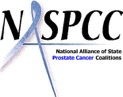 NASPCC
National Alliance of State
Prostate Cancer Coalitions